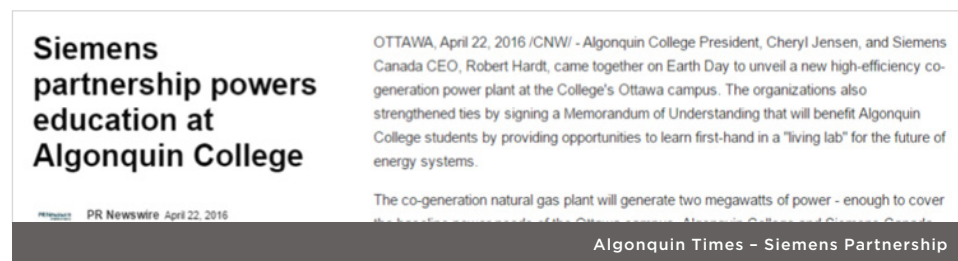 Siemens
partnership powers
education at
Algonquin College
PR Newswire April 22, 2016
OTTAWA, April 22, 2016 /CNW/ - Algonquin College President, Cheryl Jensen, and Siemens
Canada CEO, Robert Hardt, came together on Earth Day to unveil a new high-efficiency co-
generation power plant at the College's Ottawa campus. The organizations also
strengthened ties by signing a Memorandum of Understanding that will benefit Algonquin
College students by providing opportunities to learn first-hand in a "living lab" for the future of
energy systems.
The co-generation natural gas plant will generate two megawatts of power - enough to cover
Algonquin Times – Siemens Partnership